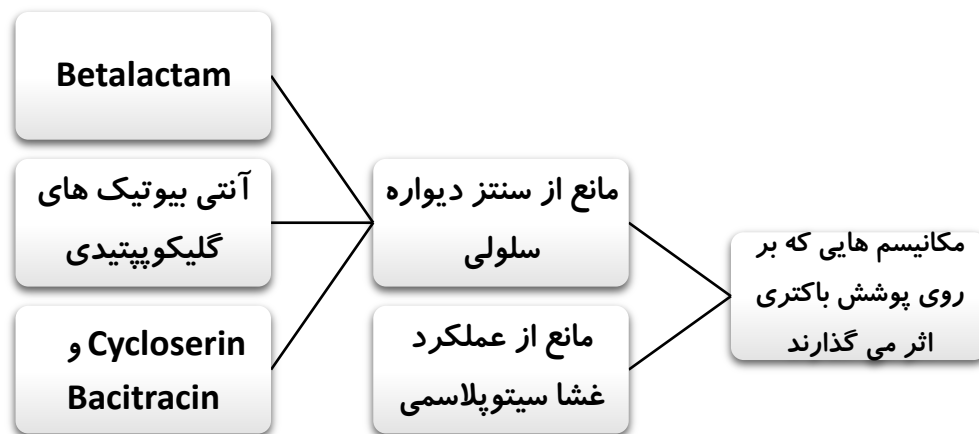 مکانیسم هایی که بر
روی پوشش باکتری
اثر می گذارند
مانع از سنتز دیواره
سلولی
مانع از عملکرد
غشا سیتوپلاسمی
Betalactam
آنتی بیوتیک های
گلیکوپپتیدی
Cycloserin و
Bacitracin